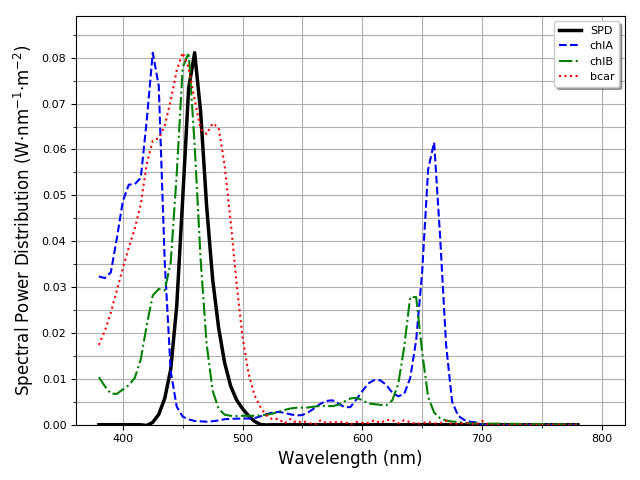 SPD
chlA
chlB
bcar
Spectral Power Distribution (W·nm⁻¹·m⁻²)
0.08
0.07
0.06
0.05
0.04
0.03
0.02
0.01
0.00
400 500 600 700 800
Wavelength (nm)